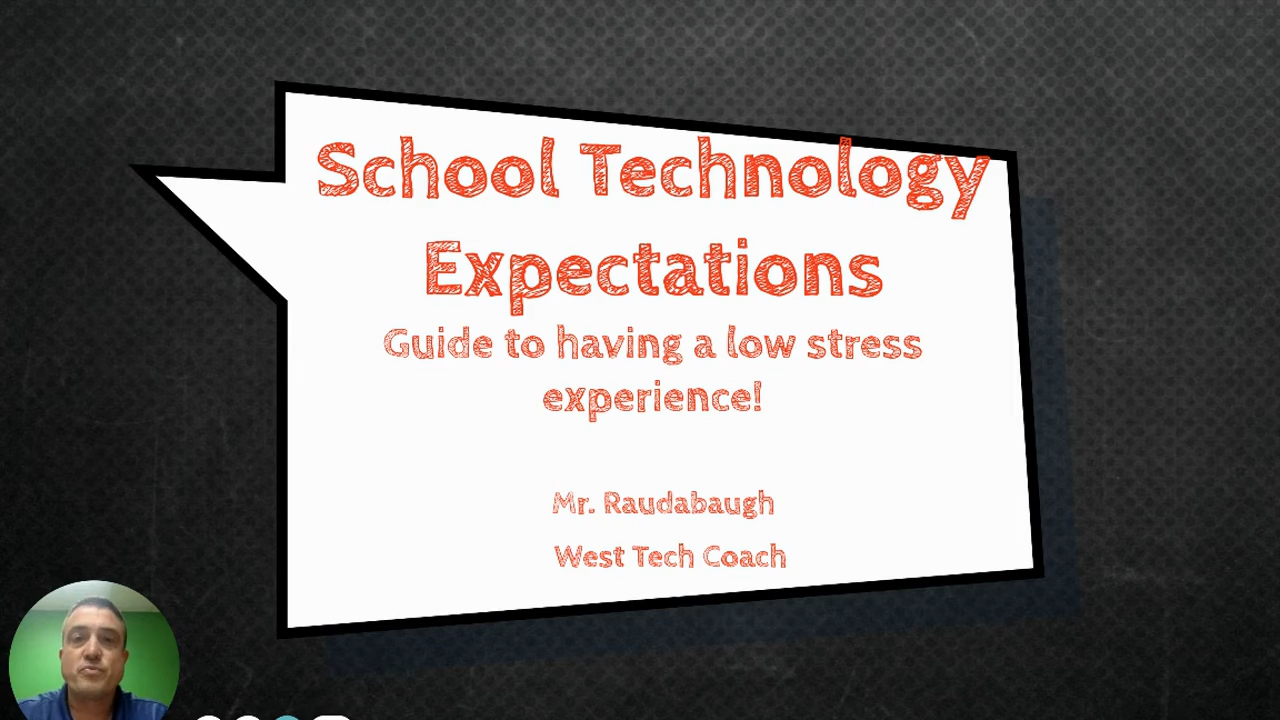 School Technology
Expectations
Guide to having a low stress
experience!
Mr. Raudabaugh
West Tech Coach